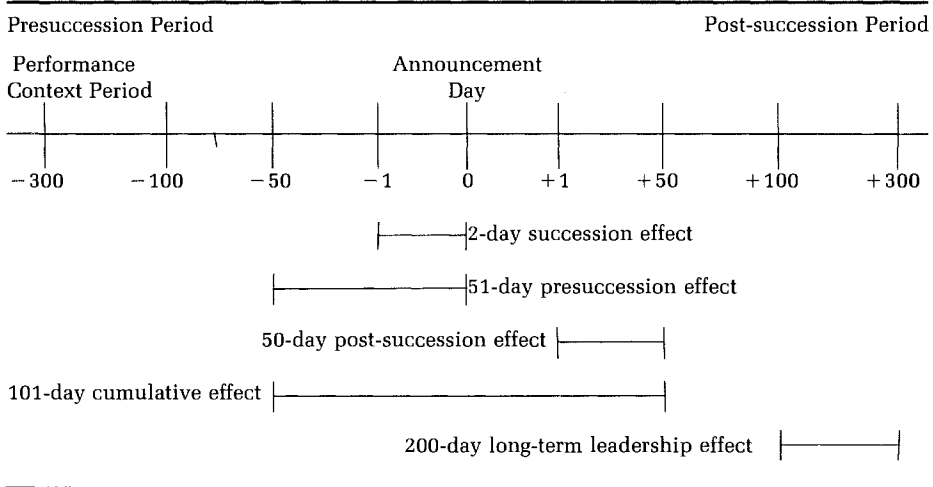 Presuccession Period Post-succession Period
Performance Announcement
Context Period Day
−300 −100 −50 −1 0 +1 +50 +100 +300
2-day succession effect
51-day presuccession effect
50-day post-succession effect
101-day cumulative effect
200-day long-term leadership effect